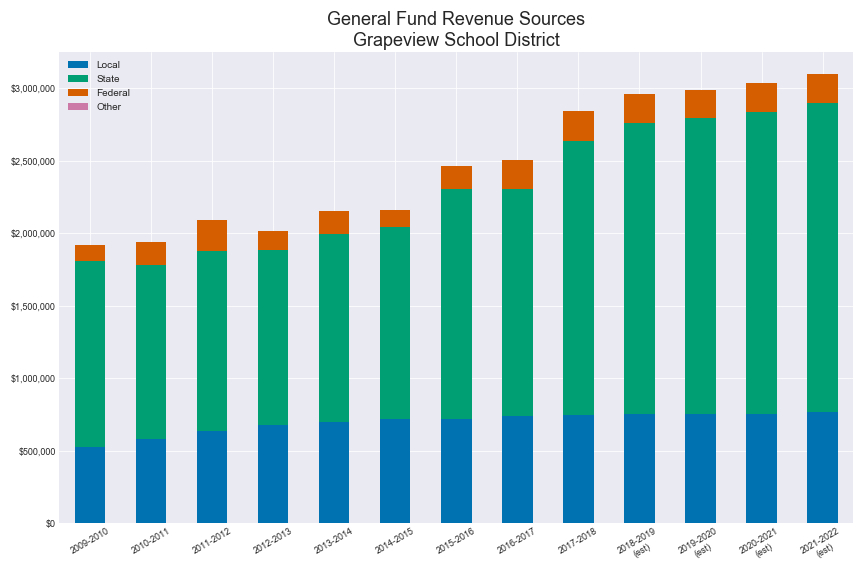 General Fund Revenue Sources
Grapeview School District
Local
State
Federal
Other
$3,000,000
$2,500,000
$2,000,000
$1,500,000
$1,000,000
$500,000
$0
2009-2010
2010-2011
2011-2012
2012-2013
2013-2014
2014-2015
2015-2016
2016-2017
2017-2018
2018-2019
(est)
2019-2020
(est)
2020-2021
(est)
2021-2022
(est)